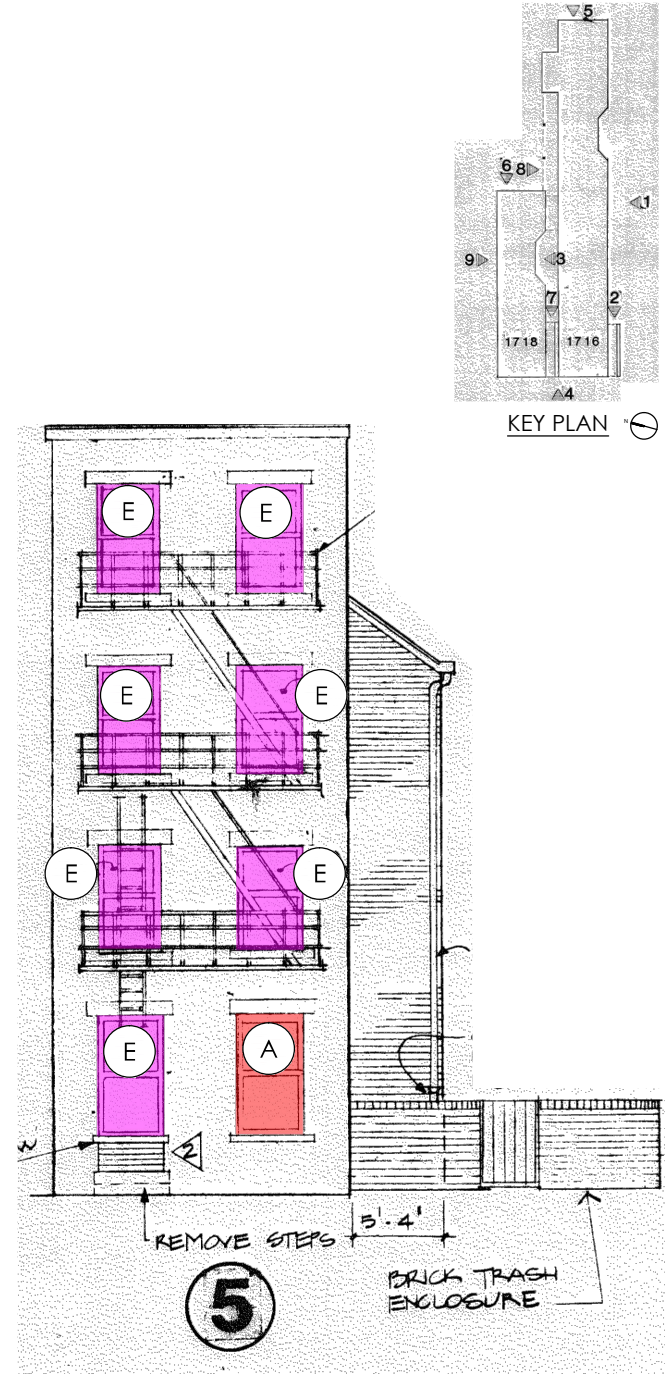 5
6 8
1
9 3
7 2
1718 1716
4
KEY PLAN N
E E
E E
E E
E A
2
REMOVE STEPS
5'-4"
5
BRICK TRASH
ENCLOSURE